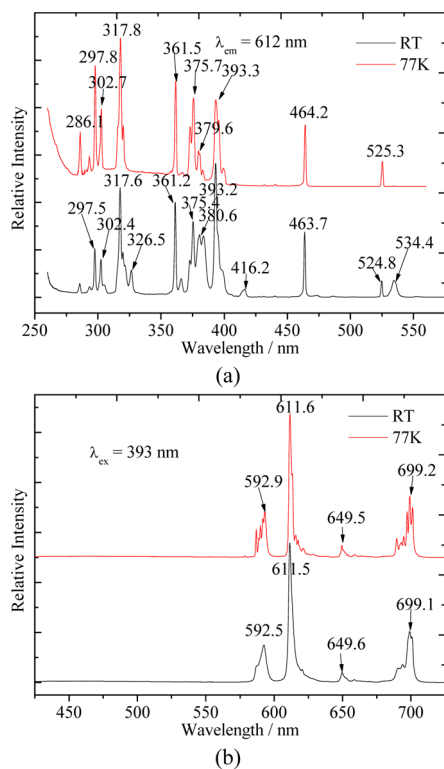 317.8
λem = 612 nm
RT
77K
297.8
302.7
361.5
375.7
393.3
286.1
379.6
464.2
525.3
317.6
361.2
393.2
375.4
380.6
297.5
302.4
326.5
416.2
463.7
524.8
534.4
Relative Intensity
250 300 350 400 450 500 550
Wavelength / nm
(a)
611.6
RT
77K
λex = 393 nm
592.9
649.5
699.2
611.5
592.5
649.6
699.1
Relative Intensity
450 500 550 600 650 700
Wavelength / nm
(b)